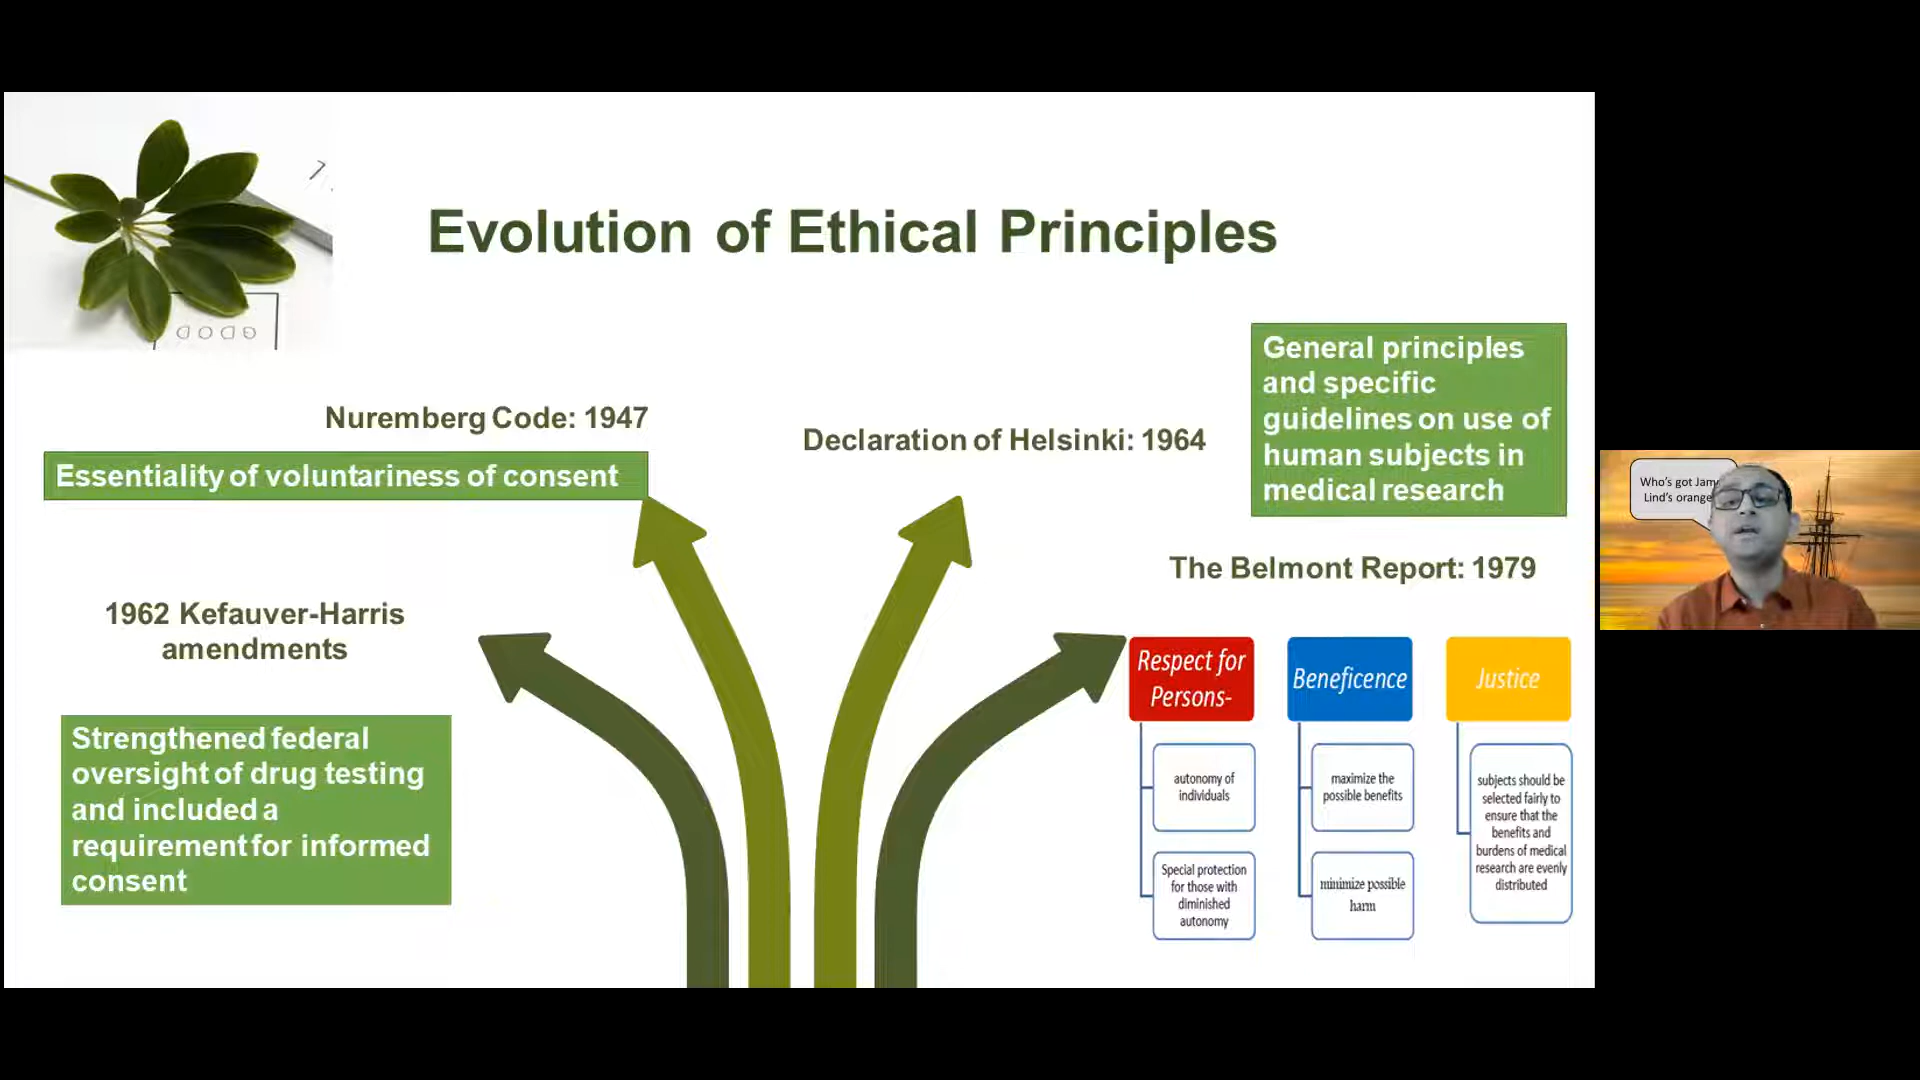 Evolution of Ethical Principles
Nuremberg Code: 1947
Essentiality of voluntariness of consent
1962 Kefauver-Harris
amendments
Strengthened federal
oversight of drug testing
and included a
requirement for informed
consent
Declaration of Helsinki: 1964
General principles
and specific
guidelines on use of
human subjects in
medical research
The Belmont Report: 1979
Respect for
Persons-
autonomy of
individuals
Special protection
for those with
diminished
autonomy
Beneficence
maximize the
possible benefits
minimize possible
harm
Justice
subjects should be
selected fairly to
ensure that the
benefits and
burdens of medical
research are evenly
distributed
Who's got
Lind's orange